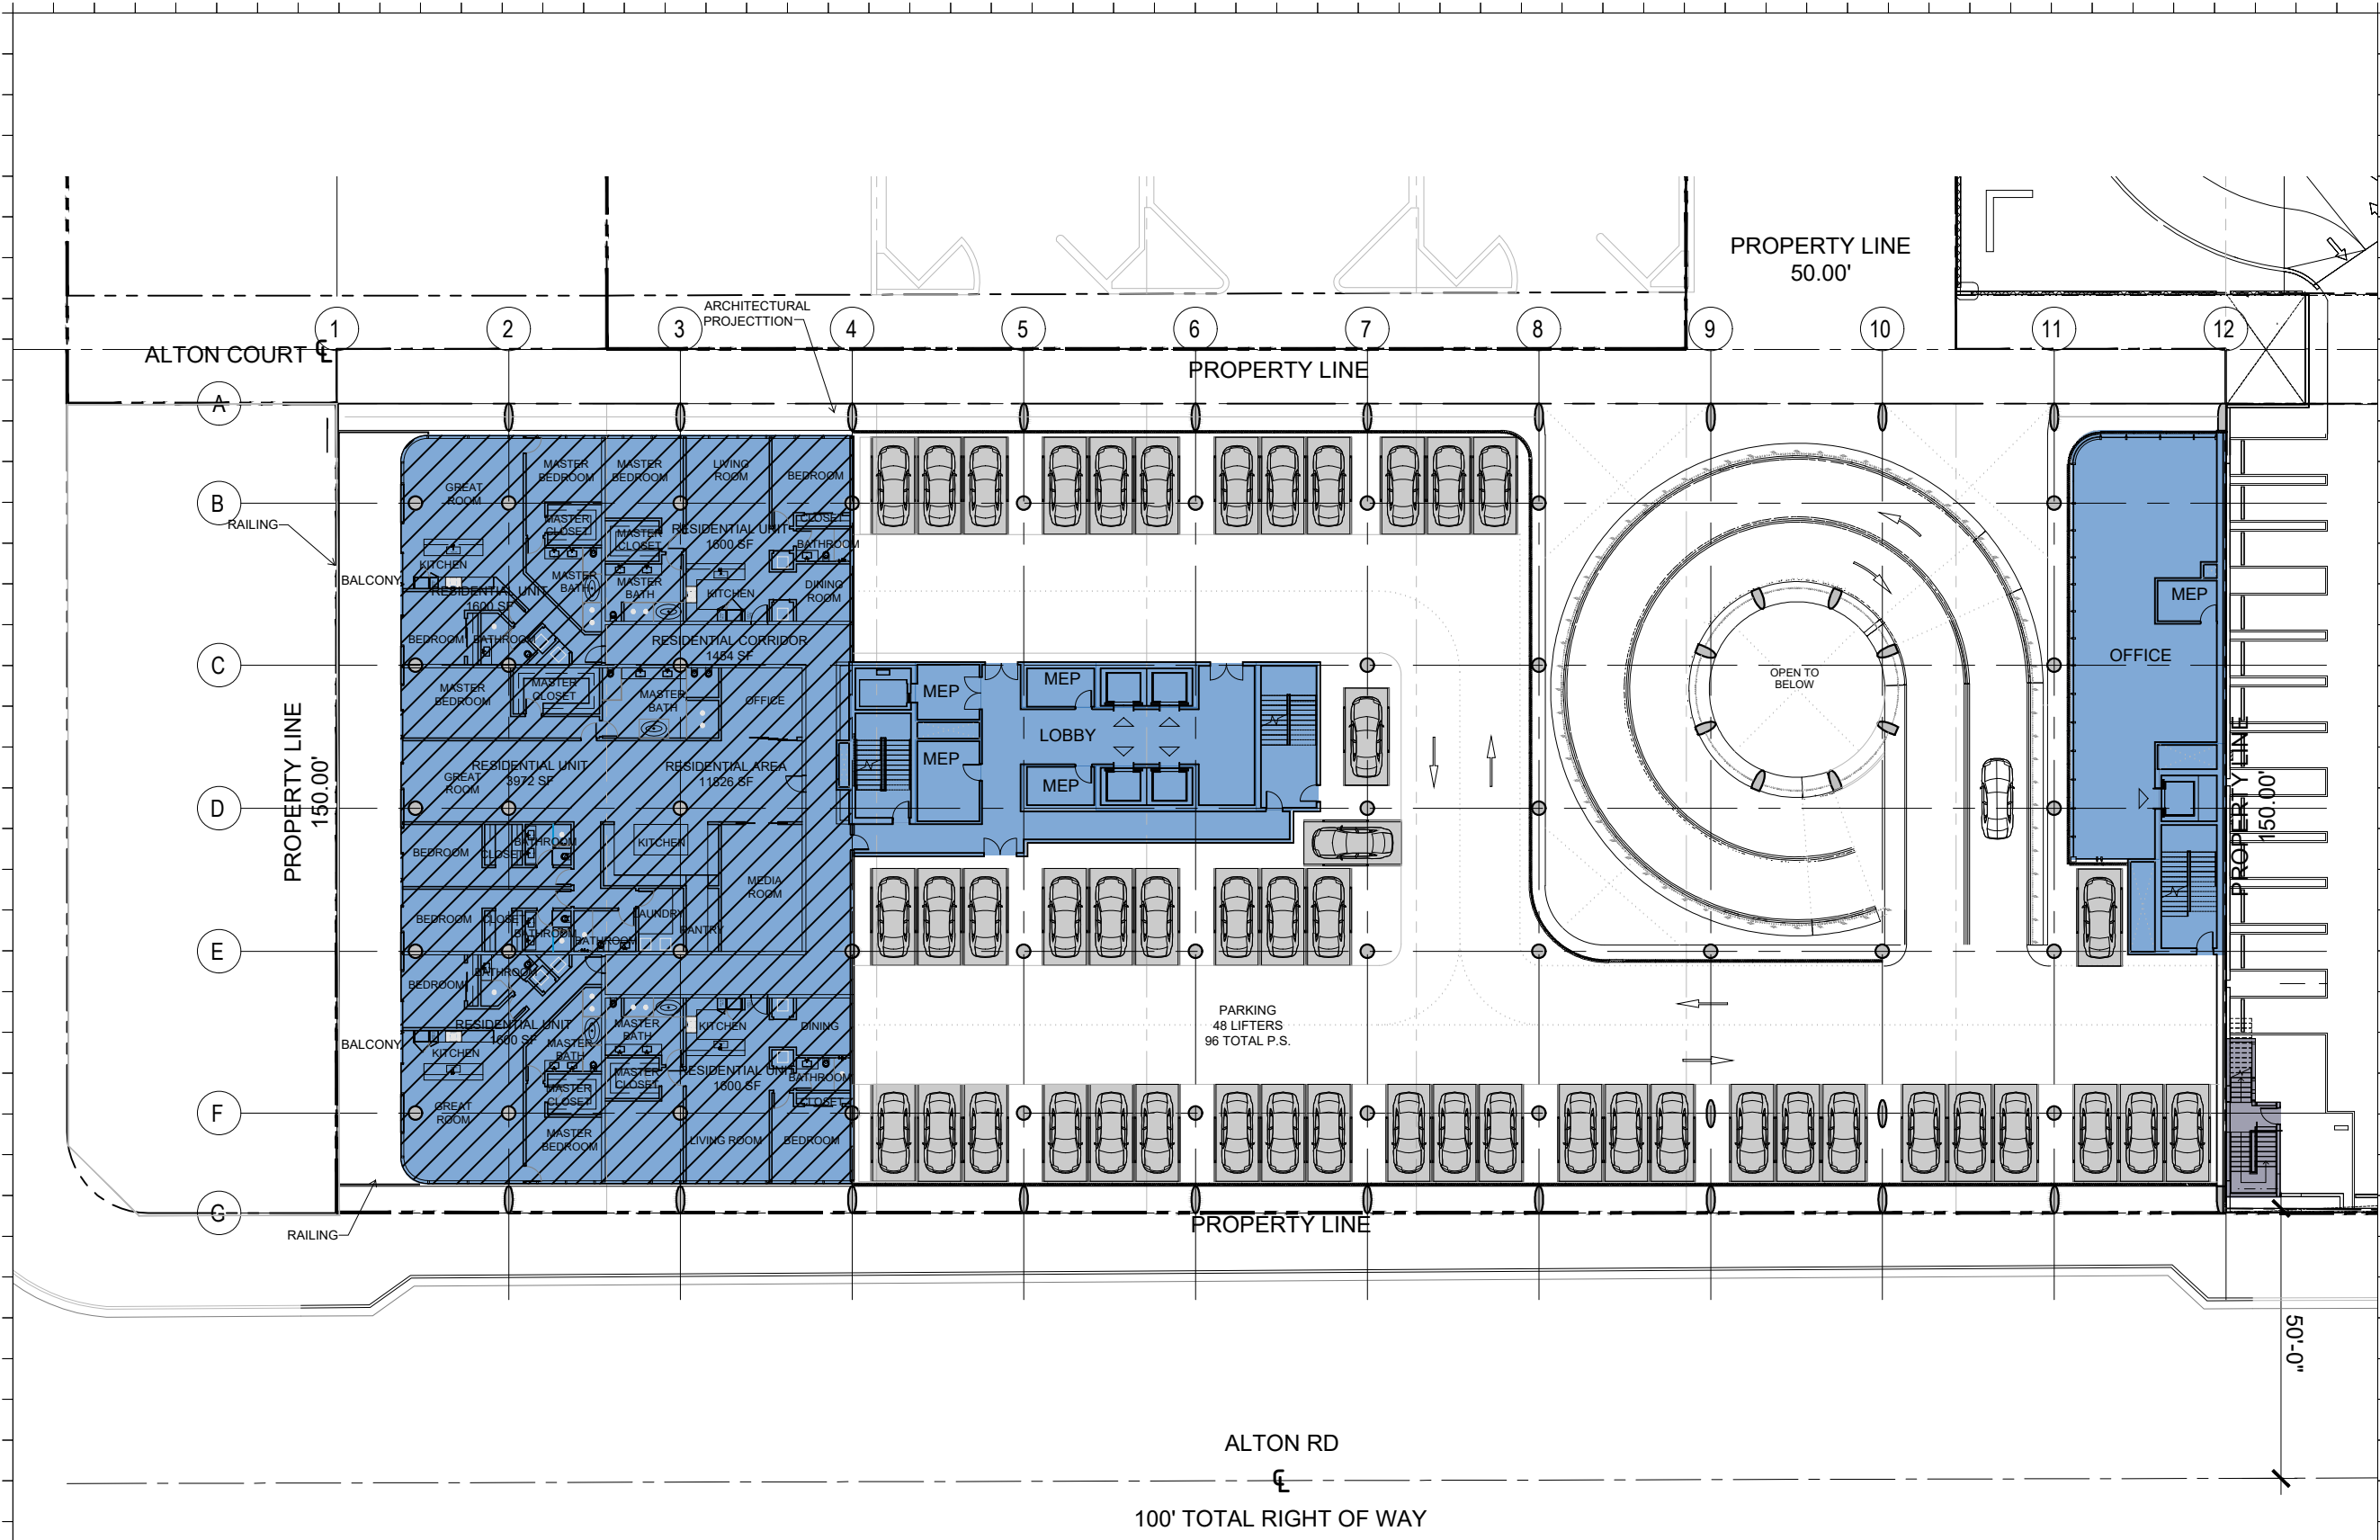 PROPERTY LINE
50.00'
ARCHITECTURAL
PROJECTTION
1
2
3
4
5
6
7
8
9
10
11
12
ALTON COURT ℄
PROPERTY LINE
A
B
C
D
E
F
G
RAILING
BALCONY
PROPERTY LINE
150.00'
GREAT
ROOM
MASTER
BEDROOM
MASTER
BEDROOM
LIVING
ROOM
BEDROOM
MASTER
CLOSET
MASTER
CLOSET
RESIDENTIAL UNIT
1600 SF
CLOSET
BATHROOM
KITCHEN
MASTER
BATH
MASTER
BATH
KITCHEN
DINING
ROOM
RESIDENTIAL UNIT
1600 SF
BEDROOM
BATHROOM
RESIDENTIAL CORRIDOR
1484 SF
MASTER
BEDROOM
MASTER
CLOSET
MASTER
BATH
OFFICE
RESIDENTIAL UNIT
3972 SF
GREAT
ROOM
RESIDENTIAL AREA
11826 SF
BEDROOM
CLOSET
BATHROOM
KITCHEN
MEDIA
ROOM
BEDROOM
CLOSET
BATHROOM
BATHROOM
LAUNDRY
PANTRY
BEDROOM
BATHROOM
RESIDENTIAL UNIT
1600 SF
BALCONY
KITCHEN
MASTER
BATH
MASTER
BATH
KITCHEN
DINING
MASTER
CLOSET
MASTER
CLOSET
RESIDENTIAL UNIT
1600 SF
BATHROOM
CLOSET
GREAT
ROOM
MASTER
BEDROOM
LIVING ROOM
BEDROOM
MEP
MEP
LOBBY
MEP
MEP
OPEN TO
BELOW
MEP
OFFICE
PROPERTY LINE
150.00'
PARKING
48 LIFTERS
96 TOTAL P.S.
RAILING
PROPERTY LINE
50'-0"
ALTON RD
℄
100' TOTAL RIGHT OF WAY